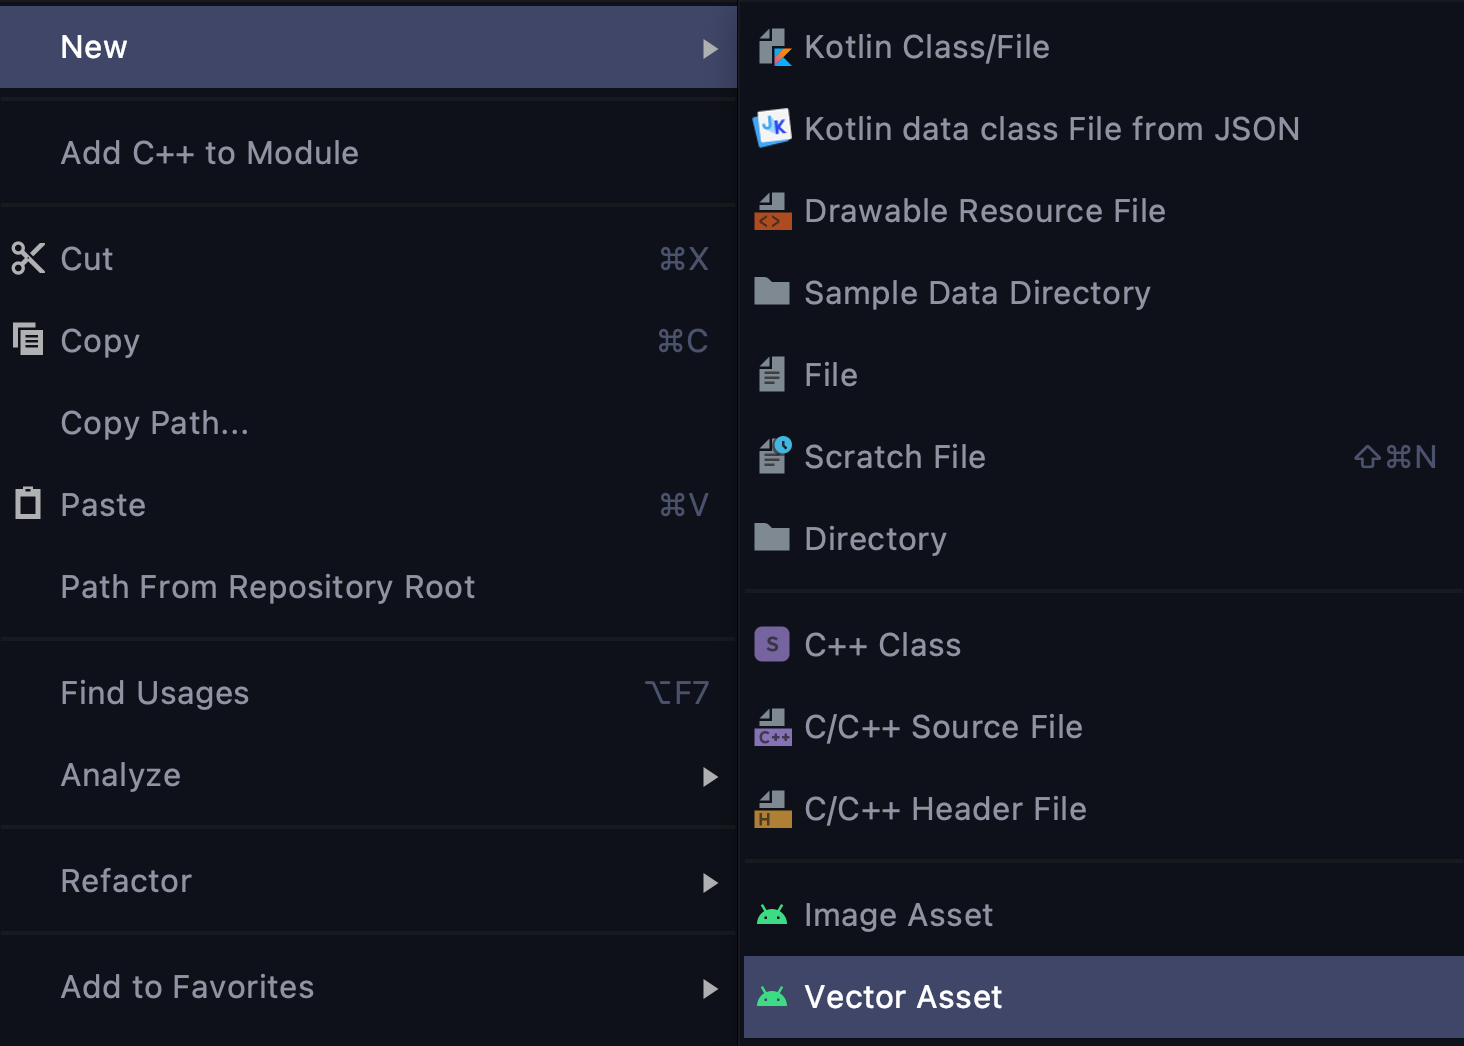 New
Add C++ to Module
Cut ⌘X
Copy ⌘C
Copy Path...
Paste ⌘V
Path From Repository Root
Find Usages ⌥F7
Analyze
Refactor
Add to Favorites
Kotlin Class/File
JK Kotlin data class File from JSON
<> Drawable Resource File
Sample Data Directory
File
Scratch File ⇧⌘N
Directory
S C++ Class
C++ C/C++ Source File
H C/C++ Header File
Image Asset
Vector Asset